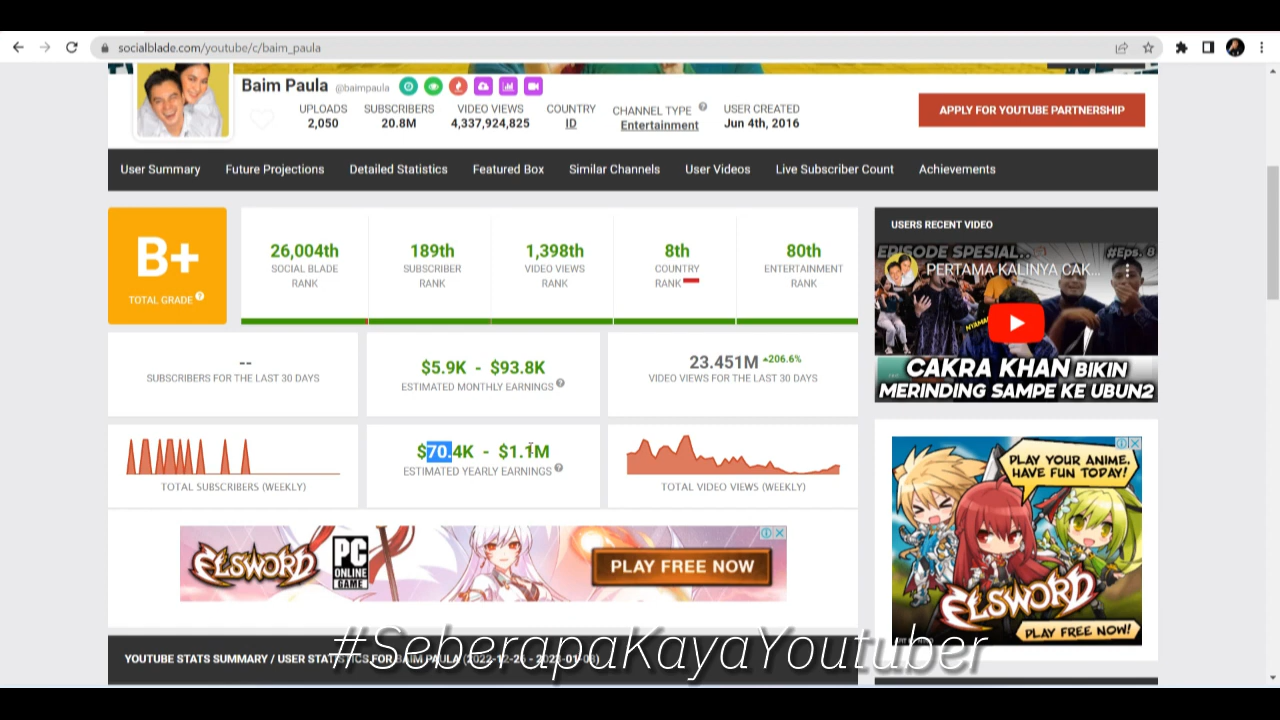 socialblade.com/youtube/c/baim_paula
Baim Paula @baimpaula
UPLOADS
2,050
SUBSCRIBERS
20.8M
VIDEO VIEWS
4,337,924,825
COUNTRY
ID
CHANNEL TYPE
Entertainment
USER CREATED
Jun 4th, 2016
APPLY FOR YOUTUBE PARTNERSHIP
User Summary Future Projections Detailed Statistics Featured Box Similar Channels User Videos Live Subscriber Count Achievements
B+
TOTAL GRADE
26,004th
SOCIAL BLADE
RANK
189th
SUBSCRIBER
RANK
1,398th
VIDEO VIEWS
RANK
8th
COUNTRY
RANK
80th
ENTERTAINMENT
RANK
--
SUBSCRIBERS FOR THE LAST 30 DAYS
$5.9K - $93.8K
ESTIMATED MONTHLY EARNINGS
23.451M 206.6%
VIDEO VIEWS FOR THE LAST 30 DAYS
TOTAL SUBSCRIBERS (WEEKLY)
$70.4K - $1.1M
ESTIMATED YEARLY EARNINGS
TOTAL VIDEO VIEWS (WEEKLY)
USERS RECENT VIDEO
EPISODE SPESIAL.. #Eps. 8
PERTAMA KALINYA CAK...
CAKRA KHAN BIKIN
MERINDING SAMPE KE UBUN2
PLAY YOUR ANIME.
HAVE FUN TODAY!
ELSWORD
PLAY FREE NOW!
ELSWORD
PC
ONLINE
GAME
PLAY FREE NOW
YOUTUBE STATS SUMMARY / USER STATISTICS FOR BAIM PAULA
#SeberapaKayaYoutuber